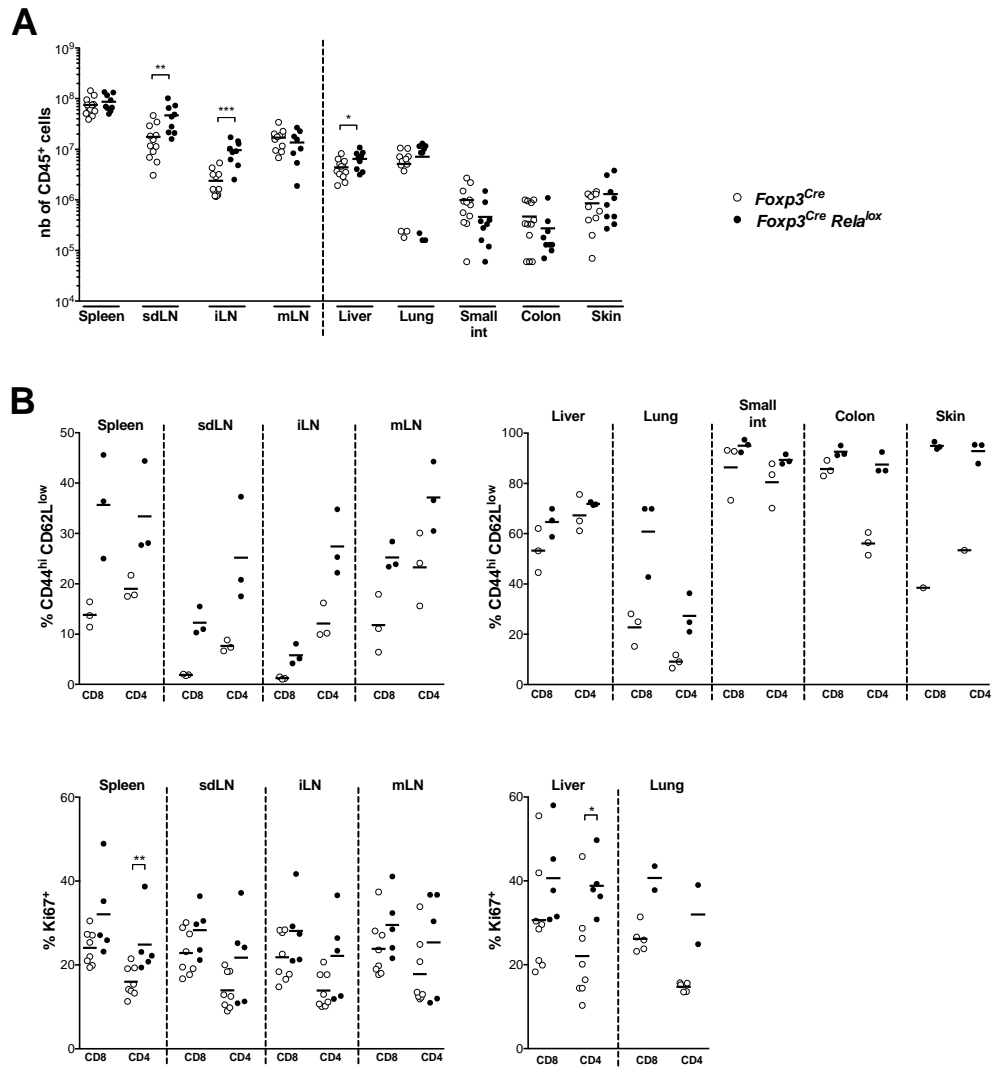 A
nb of CD45⁺ cells
10⁹
10⁸
10⁷
10⁶
10⁵
10⁴
** *** *
Spleen sdLN iLN mLN Liver Lung Small int Colon Skin
Foxp3^Cre
Foxp3^Cre Rela^lox
B
% CD44^hi CD62L^low
50
40
30
20
10
0
Spleen sdLN iLN mLN
CD8 CD4 CD8 CD4 CD8 CD4 CD8 CD4
% CD44^hi CD62L^low
100
80
60
40
20
0
Liver Lung Small int Colon Skin
CD8 CD4 CD8 CD4 CD8 CD4 CD8 CD4 CD8 CD4
% Ki67⁺
60
40
20
0
Spleen sdLN iLN mLN
**
CD8 CD4 CD8 CD4 CD8 CD4 CD8 CD4
% Ki67⁺
60
40
20
0
Liver Lung
*
CD8 CD4 CD8 CD4